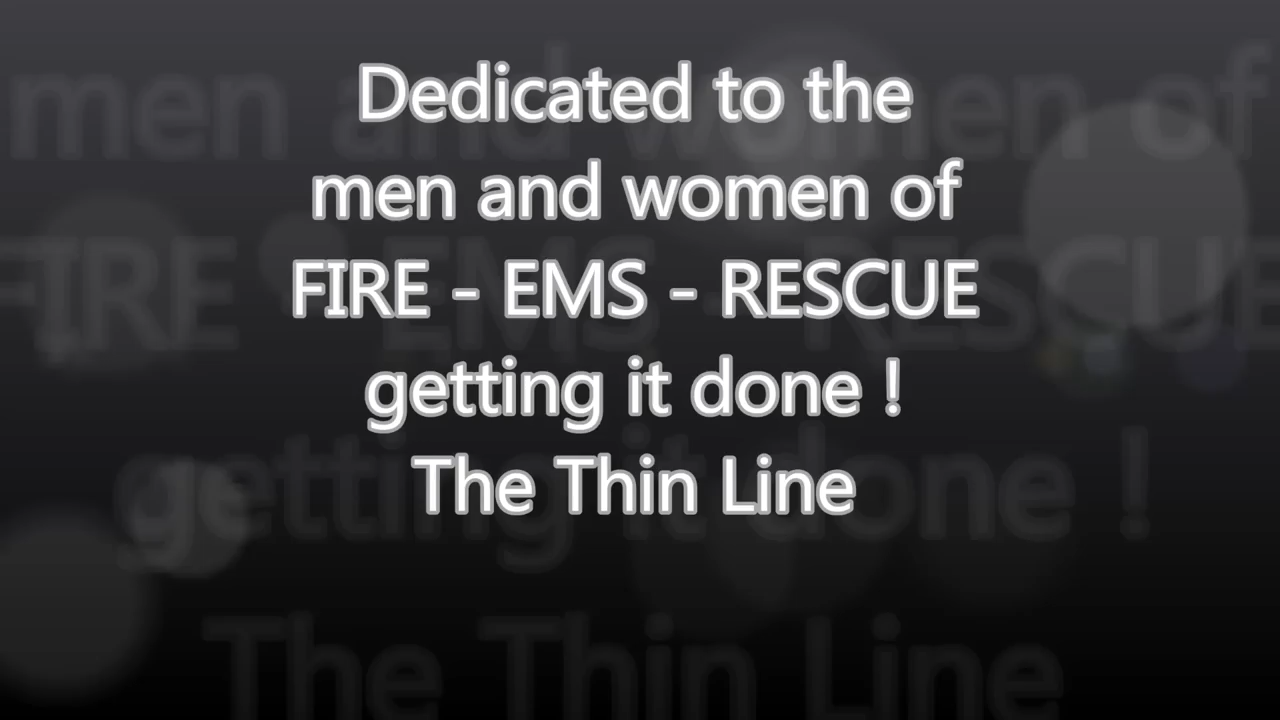 Dedicated to the
men and women of
FIRE - EMS - RESCUE
getting it done !
The Thin Line